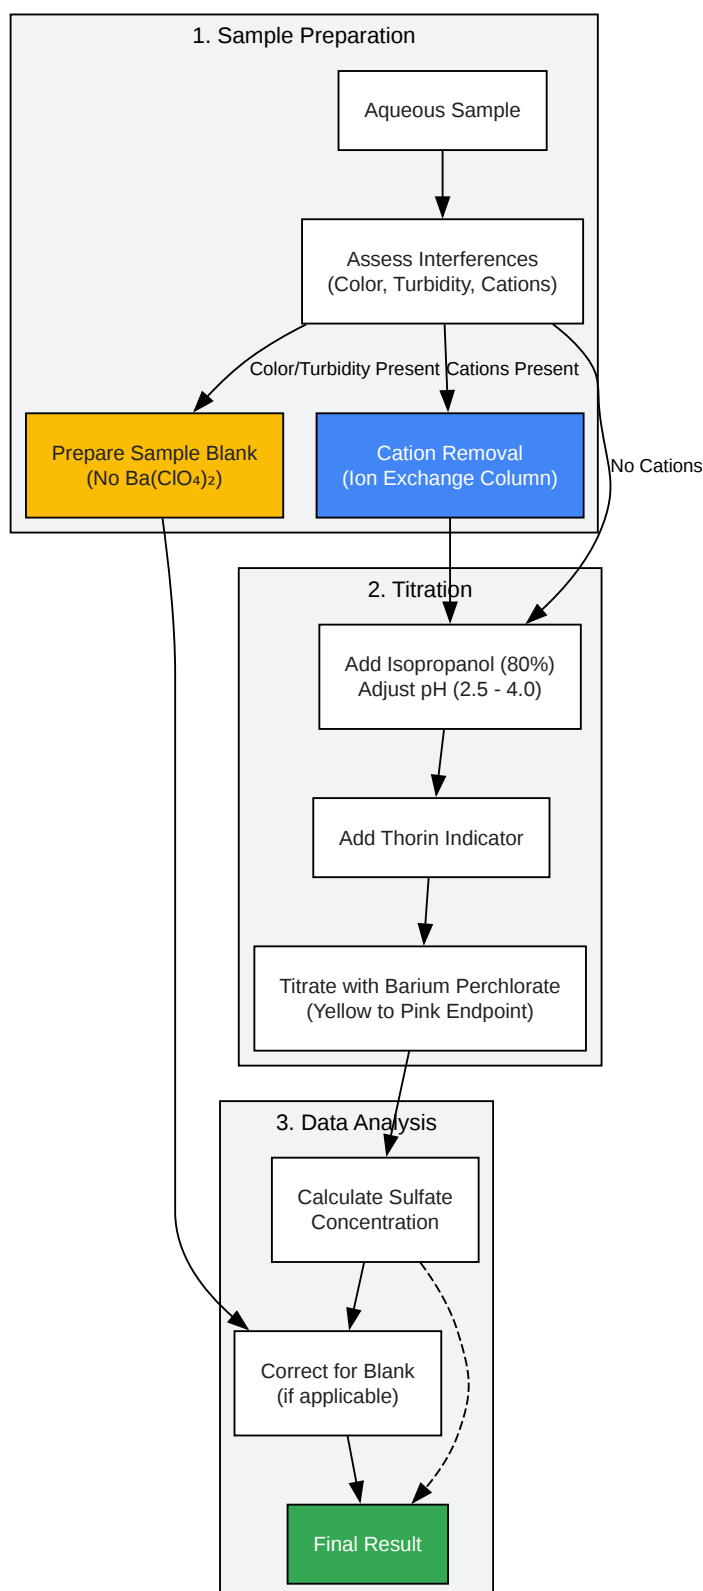 1. Sample Preparation
Aqueous Sample
Assess Interferences
(Color, Turbidity, Cations)
Color/Turbidity Present
Cations Present
No Cations
Prepare Sample Blank
(No Ba(ClO₄)₂)
Cation Removal
(Ion Exchange Column)
2. Titration
Add Isopropanol (80%)
Adjust pH (2.5 - 4.0)
Add Thorin Indicator
Titrate with Barium Perchlorate
(Yellow to Pink Endpoint)
3. Data Analysis
Calculate Sulfate
Concentration
Correct for Blank
(if applicable)
Final Result